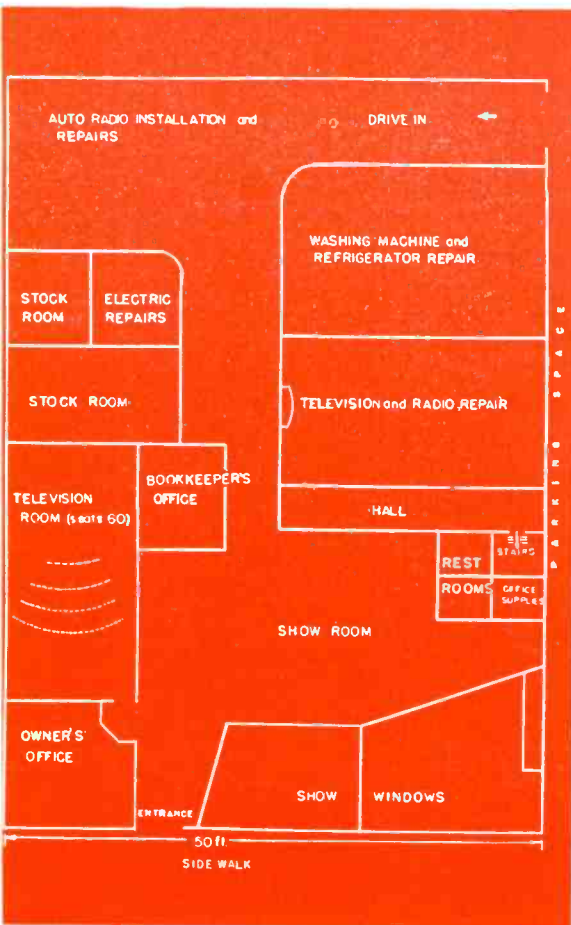 AUTO RADIO INSTALLATION and
REPAIRS
DRIVE IN
WASHING MACHINE and
REFRIGERATOR REPAIR
STOCK
ROOM
ELECTRIC
REPAIRS
STOCK ROOM
TELEVISION and RADIO REPAIR
PARKING SPACE
BOOKKEEPER'S
OFFICE
TELEVISION
ROOM (seats 60)
HALL
STAIRS
REST
ROOMS
OFFICE
SUPPLIES
SHOW ROOM
OWNER'S
OFFICE
SHOW WINDOWS
ENTRANCE
50 ft.
SIDE WALK